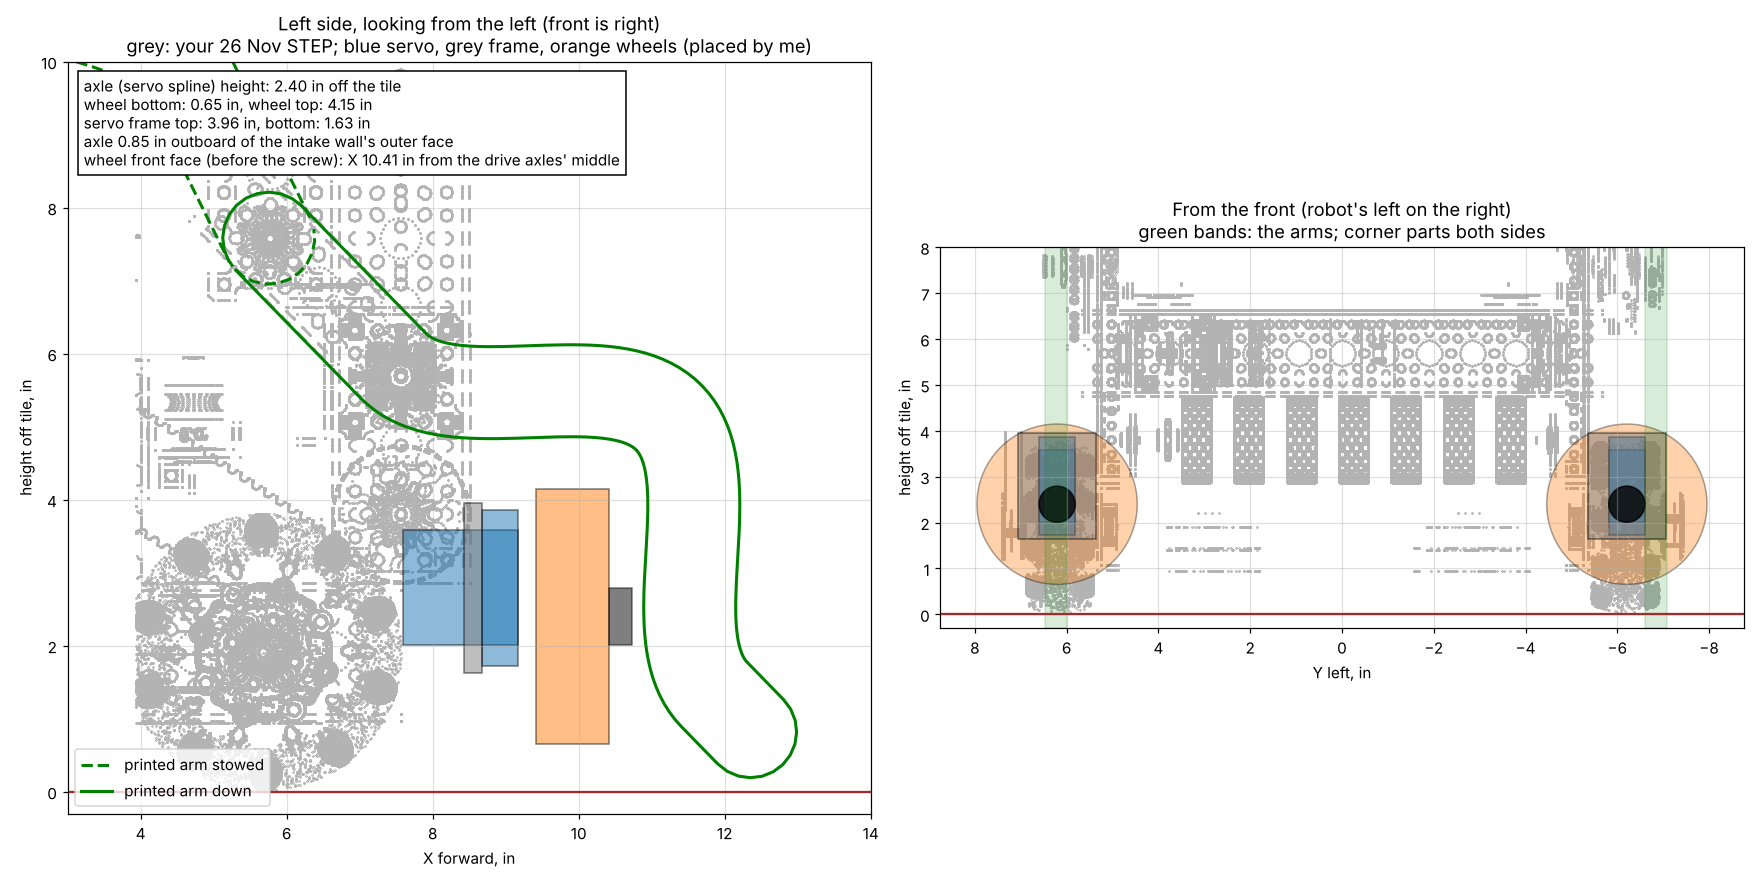 Left side, looking from the left (front is right)
grey: your 26 Nov STEP; blue servo, grey frame, orange wheels (placed by me)
axle (servo spline) height: 2.40 in off the tile
wheel bottom: 0.65 in, wheel top: 4.15 in
servo frame top: 3.96 in, bottom: 1.63 in
axle 0.85 in outboard of the intake wall's outer face
wheel front face (before the screw): X 10.41 in from the drive axles' middle
10
8
6
4
2
0
height off tile, in
printed arm stowed
printed arm down
4 6 8 10 12 14
X forward, in
From the front (robot's left on the right)
green bands: the arms; corner parts both sides
8
7
6
5
4
3
2
1
0
height off tile, in
8 6 4 2 0 −2 −4 −6 −8
Y left, in